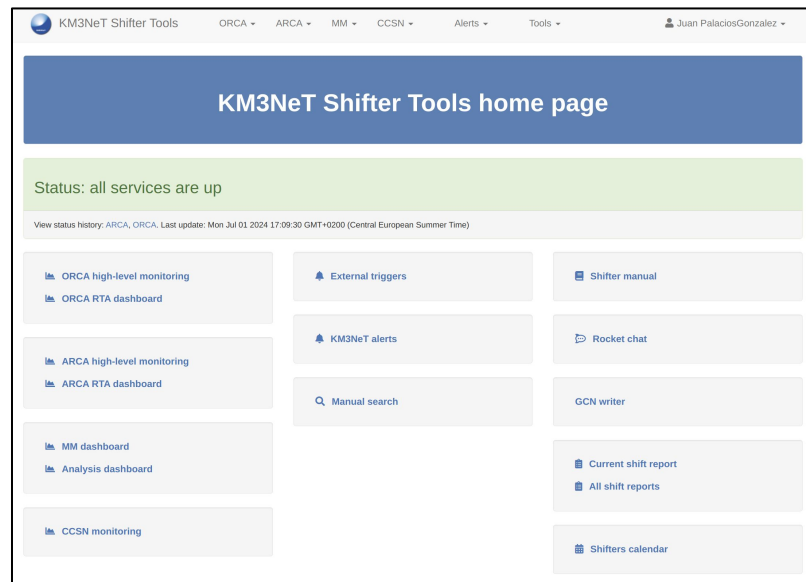 KM3NeT Shifter Tools ORCA ARCA MM CCSN Alerts Tools Juan PalaciosGonzalez
KM3NeT Shifter Tools home page
Status: all services are up
View status history: ARCA, ORCA. Last update: Mon Jul 01 2024 17:09:30 GMT+0200 (Central European Summer Time)
ORCA high-level monitoring
ORCA RTA dashboard
ARCA high-level monitoring
ARCA RTA dashboard
MM dashboard
Analysis dashboard
CCSN monitoring
External triggers
KM3NeT alerts
Manual search
Shifter manual
Rocket chat
GCN writer
Current shift report
All shift reports
Shifters calendar